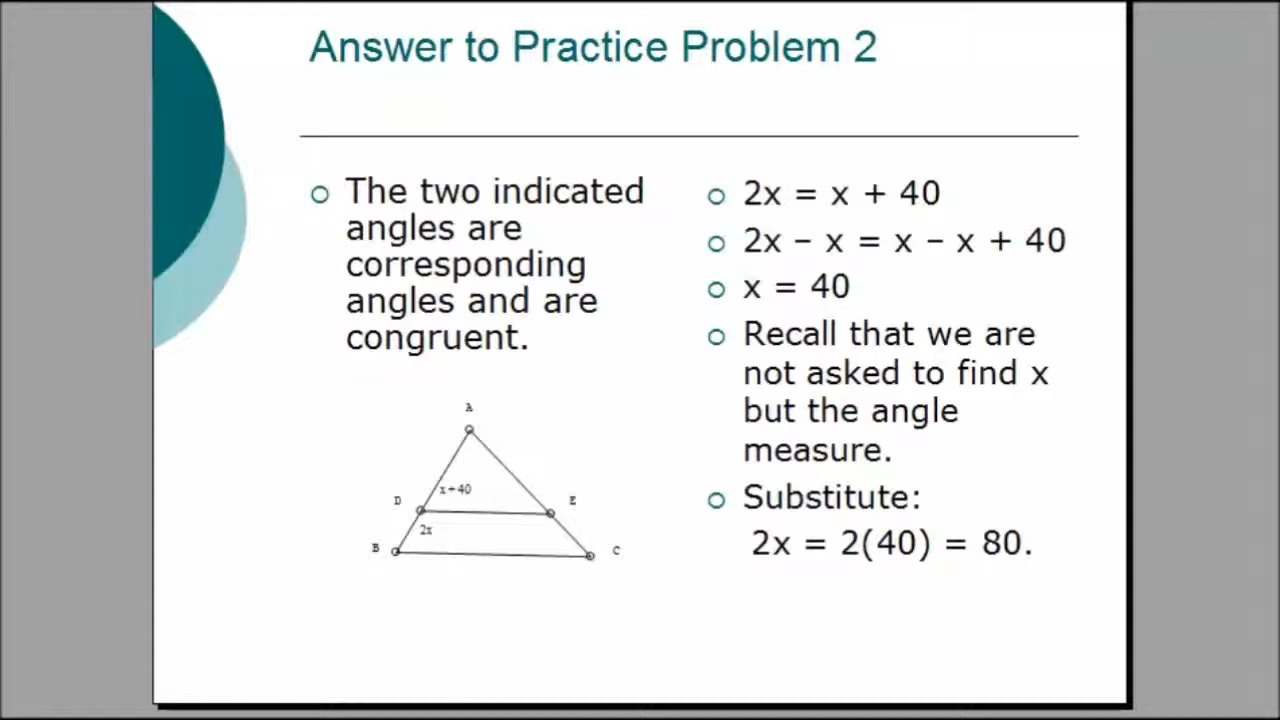 Answer to Practice Problem 2
The two indicated
angles are
corresponding
angles and are
congruent.
A
x+40
D
E
2x
B
C
2x = x + 40
2x – x = x – x + 40
x = 40
Recall that we are
not asked to find x
but the angle
measure.
Substitute:
2x = 2(40) = 80.